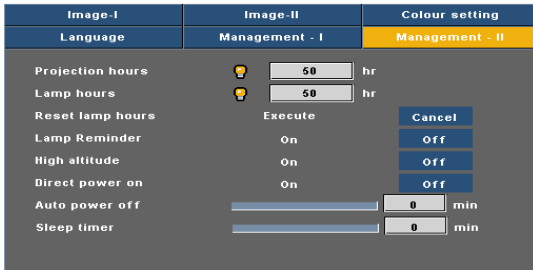 Image-I Image-II Colour setting
Language Management - I Management - II
Projection hours 50 hr
Lamp hours 50 hr
Reset lamp hours Execute Cancel
Lamp Reminder On Off
High altitude On Off
Direct power on On Off
Auto power off 0 min
Sleep timer 0 min